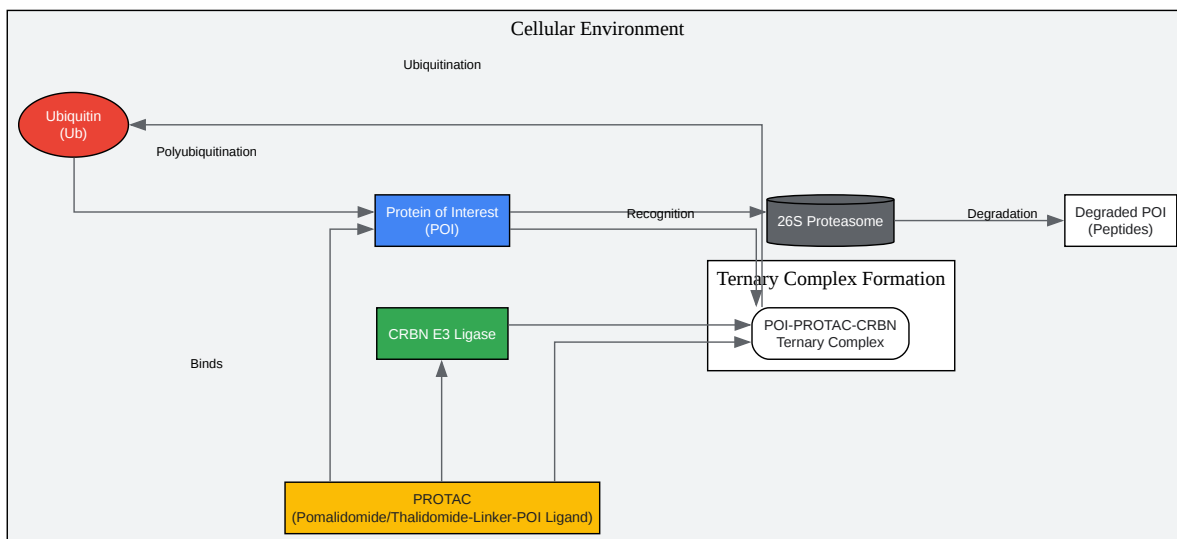 Cellular Environment
Ubiquitination
Ubiquitin
(Ub)
Polyubiquitination
Protein of Interest
(POI)
Recognition
26S Proteasome
Degradation
Degraded POI
(Peptides)
Ternary Complex Formation
CRBN E3 Ligase
POI-PROTAC-CRBN
Ternary Complex
Binds
PROTAC
(Pomalidomide/Thalidomide-Linker-POI Ligand)